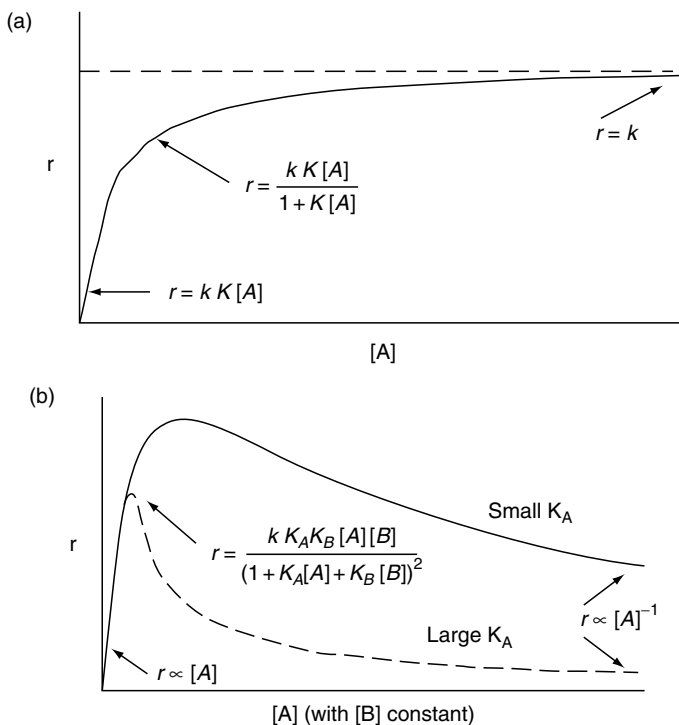 (a)
r
r = k
r = k K [A] / 1 + K [A]
r = k K [A]
[A]
(b)
r
Small K_A
r = k K_A K_B [A] [B] / (1 + K_A[A] + K_B [B])^2
r ∝ [A]^−1
Large K_A
r ∝ [A]
[A] (with [B] constant)